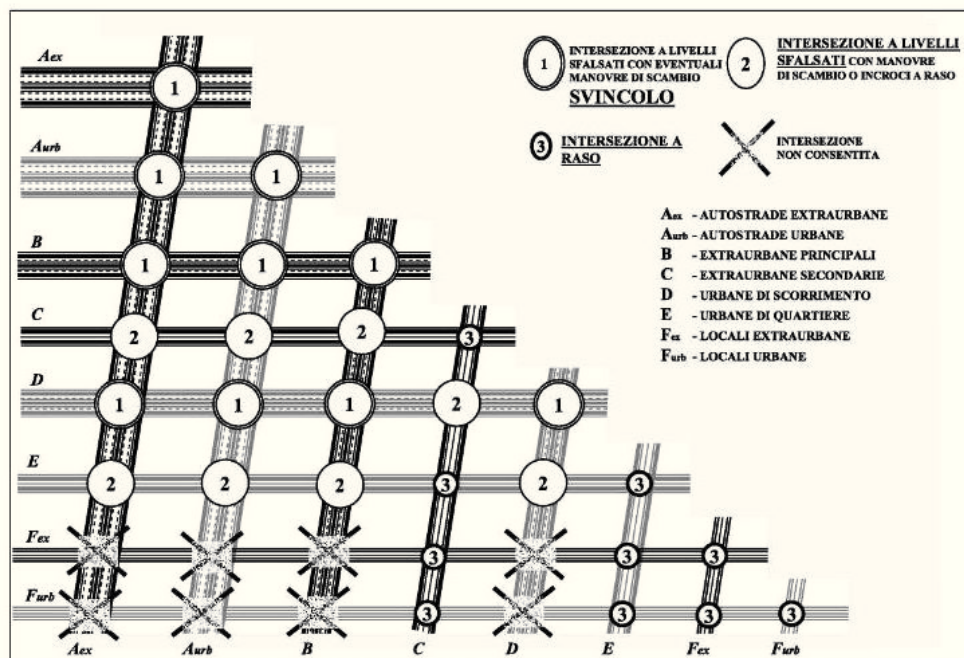 Aex
1
INTERSEZIONE A LIVELLI
SFALSATI CON EVENTUALI
MANOVRE DI SCAMBIO
SVINCOLO
1
INTERSEZIONE A LIVELLI
SFALSATI CON MANOVRE
DI SCAMBIO O INCROCI A RASO
2
3
INTERSEZIONE A
RASO
INTERSEZIONE
NON CONSENTITA
Aurb
1 1
Aex - AUTOSTRADE EXTRAURBANE
Aurb - AUTOSTRADE URBANE
B - EXTRAURBANE PRINCIPALI
C - EXTRAURBANE SECONDARIE
D - URBANE DI SCORRIMENTO
E - URBANE DI QUARTIERE
Fex - LOCALI EXTRAURBANE
Furb - LOCALI URBANE
B
1 1 1
C
2 2 2 3
D
1 1 1 2 1
E
2 2 2 3 2 3
Fex
3 3 3
Furb
3 3 3 3
Aex Aurb B C D E Fex Furb